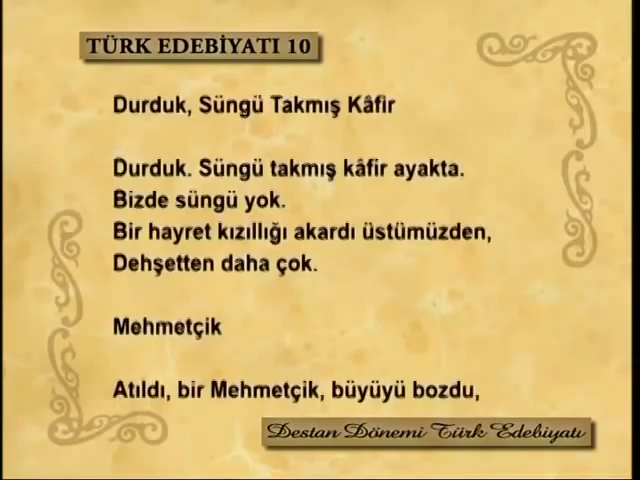 TÜRK EDEBİYATI 10
Durduk, Süngü Takmış Kâfir
Durduk. Süngü takmış kâfir ayakta.
Bizde süngü yok.
Bir hayret kızıllığı akardı üstümüzden,
Dehşetten daha çok.
Mehmetçik
Atıldı, bir Mehmetçik, büyüyü bozdu,
Destan Dönemi Türk Edebiyatı